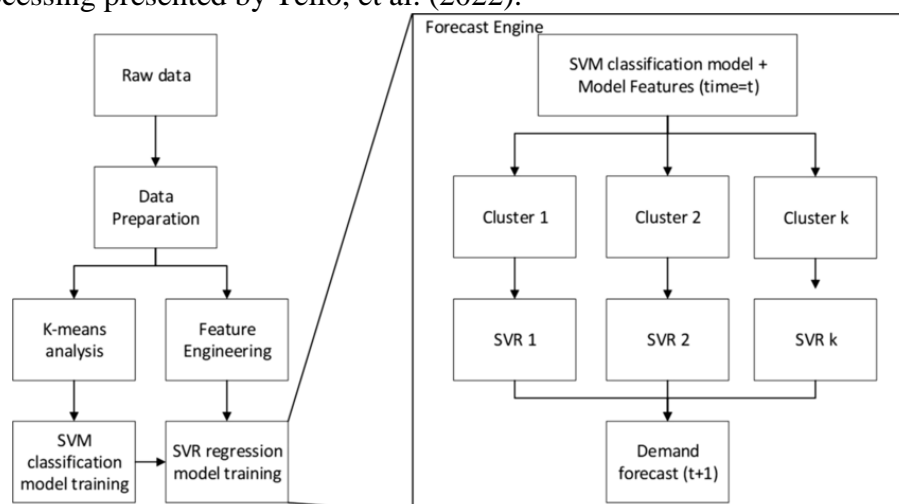 cessing presented by Tello, et al. (2022).
Forecast Engine
Raw data
SVM classification model +
Model Features (time=t)
Data
Preparation
Cluster 1
Cluster 2
Cluster k
K-means
analysis
Feature
Engineering
SVR 1
SVR 2
SVR k
SVM
classification
model training
SVR regression
model training
Demand
forecast (t+1)